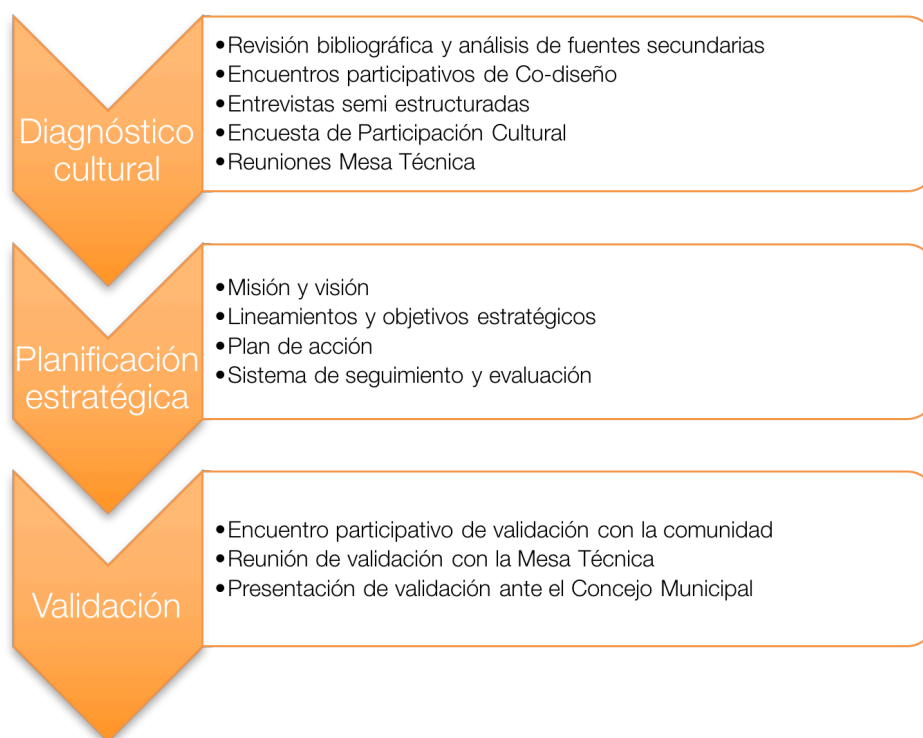 Diagnóstico
cultural
•Revisión bibliográfica y análisis de fuentes secundarias
•Encuentros participativos de Co-diseño
•Entrevistas semi estructuradas
•Encuesta de Participación Cultural
•Reuniones Mesa Técnica
Planificación
estratégica
•Misión y visión
•Lineamientos y objetivos estratégicos
•Plan de acción
•Sistema de seguimiento y evaluación
Validación
•Encuentro participativo de validación con la comunidad
•Reunión de validación con la Mesa Técnica
•Presentación de validación ante el Concejo Municipal